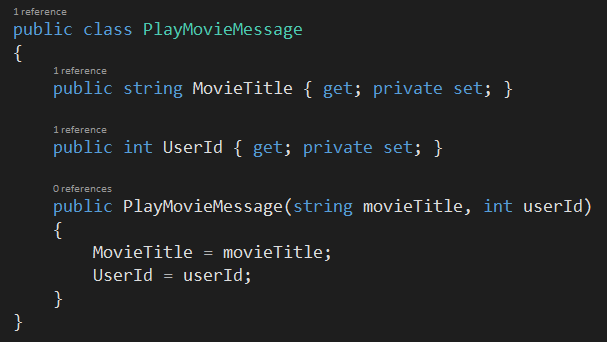 1 reference
public class PlayMovieMessage
{
1 reference
public string MovieTitle { get; private set; }
1 reference
public int UserId { get; private set; }
0 references
public PlayMovieMessage(string movieTitle, int userId)
{
MovieTitle = movieTitle;
UserId = userId;
}
}